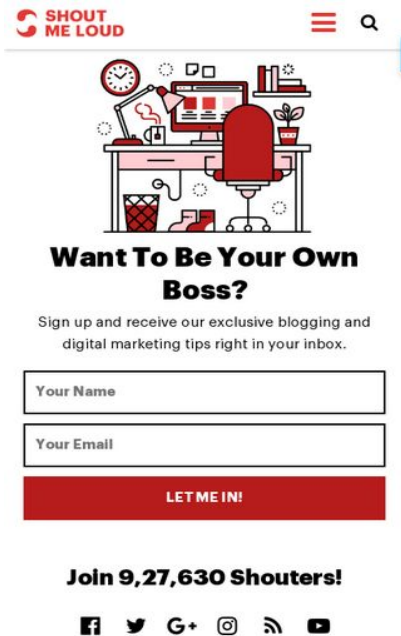 SHOUT
ME LOUD
Want To Be Your Own
Boss?
Sign up and receive our exclusive blogging and
digital marketing tips right in your inbox.
Your Name
Your Email
LET ME IN!
Join 9,27,630 Shouters!
G+